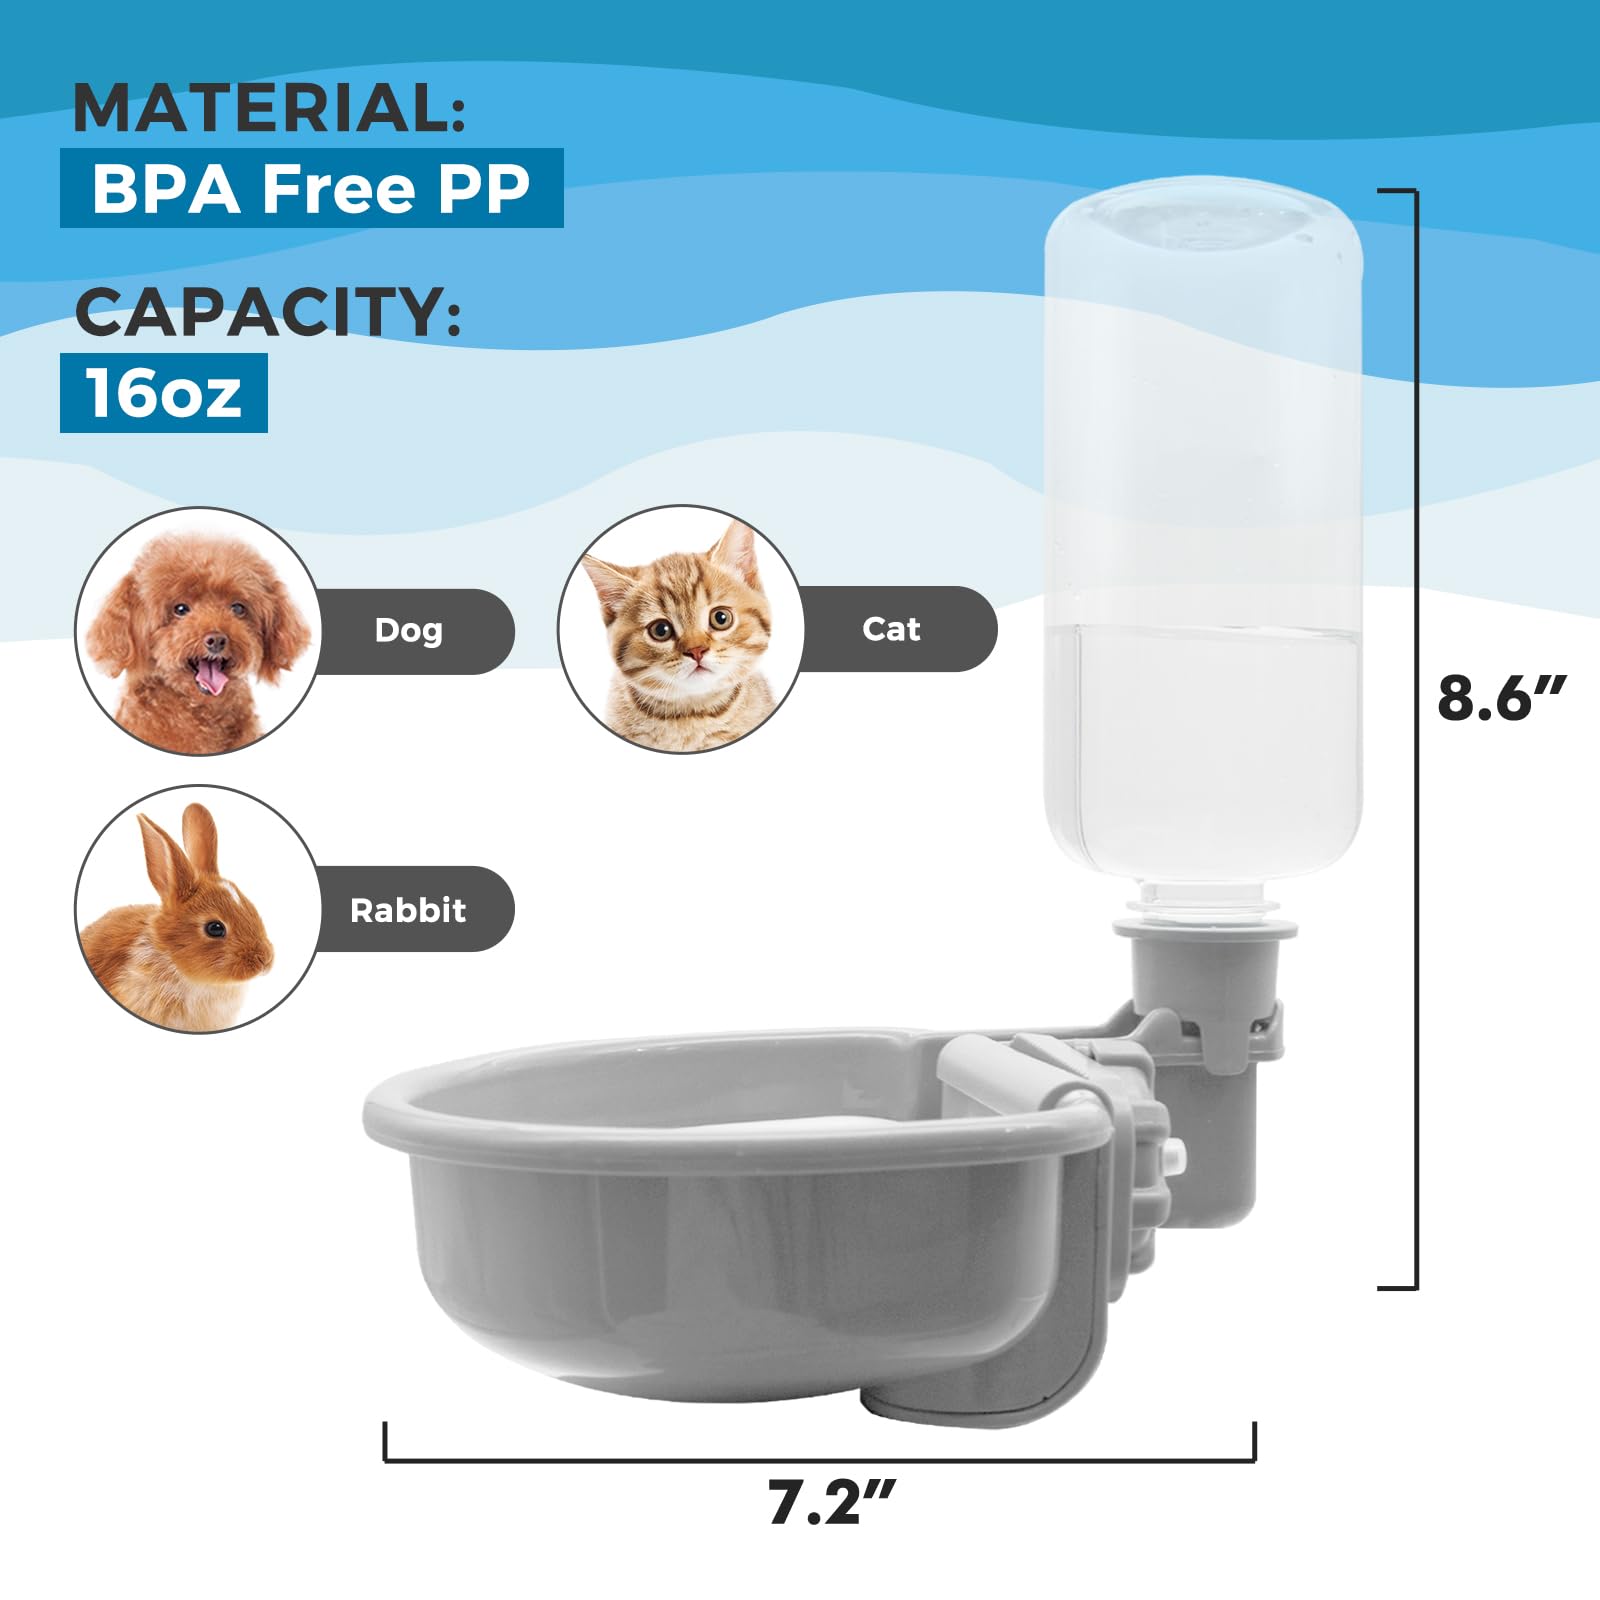 MATERIAL:
BPA Free PP
CAPACITY:
16oz
Dog
Cat
Rabbit
8.6”
7.2”